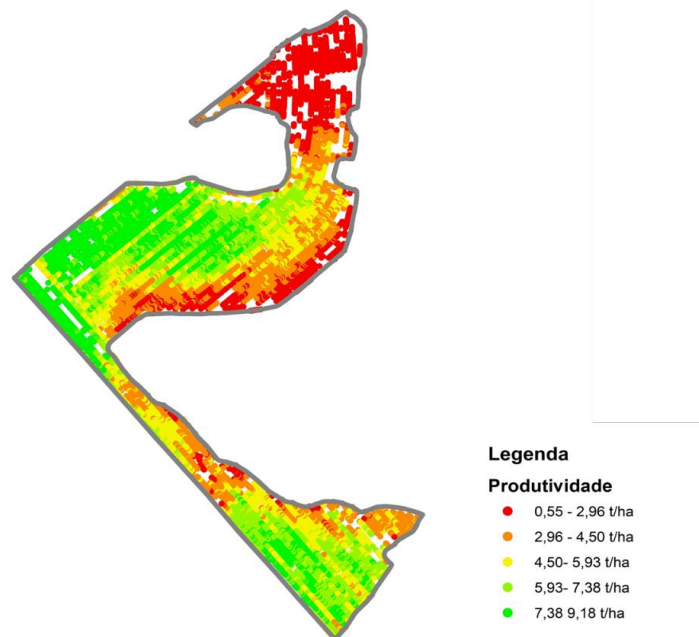 Legenda
Produtividade
0,55 - 2,96 t/ha
2,96 - 4,50 t/ha
4,50- 5,93 t/ha
5,93- 7,38 t/ha
7,38 9,18 t/ha